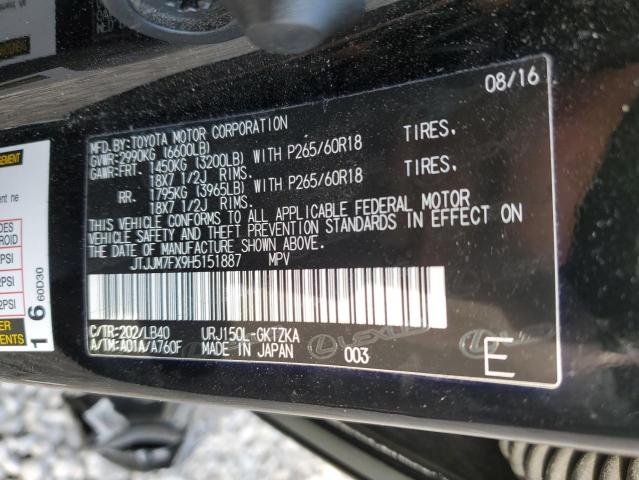 08/16
MFD.BY:TOYOTA MOTOR CORPORATION
GVWR:2990KG (6600LB)
GAWR:FRT. 1450KG (3200LB) WITH P265/60R18 TIRES,
18X7 1/2J RIMS.
RR. 1795KG (3965LB) WITH P265/60R18 TIRES,
18X7 1/2J RIMS.
THIS VEHICLE CONFORMS TO ALL APPLICABLE FEDERAL MOTOR
VEHICLE SAFETY AND THEFT PREVENTION STANDARDS IN EFFECT ON
THE DATE OF MANUFACTURE SHOWN ABOVE.
JTJJM7FX9H5151887 MPV
C/TR:202/LB40 URJ150L-GKTZKA
A/TM:A01A/A760F MADE IN JAPAN 003
LEXUS
E
16 60D30